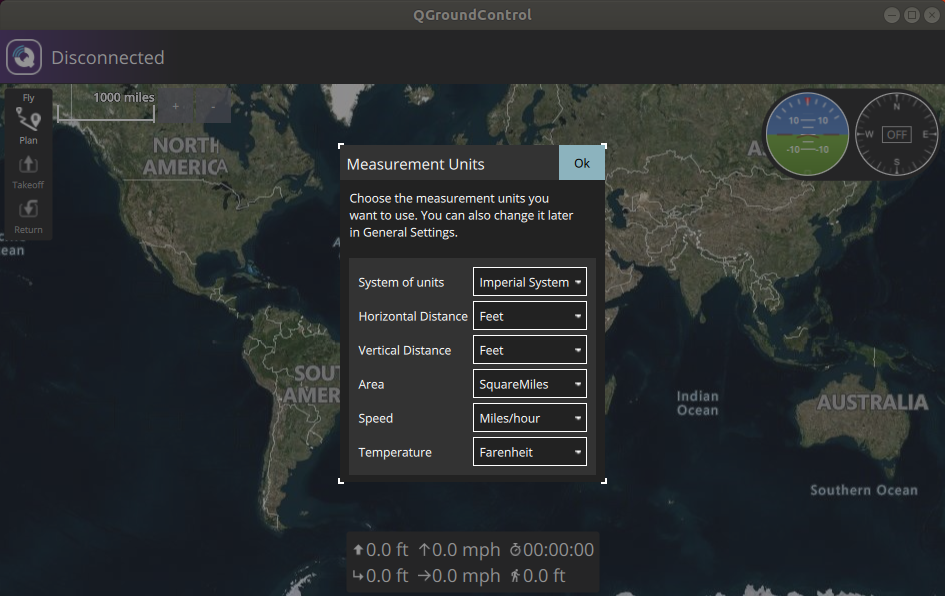 QGroundControl
Disconnected
Fly
Plan
Takeoff
Return
1000 miles
+ -
NORTH
AMERICA
10 10
-10 -10
N
W OFF E
S
Measurement Units Ok
Choose the measurement units you
want to use. You can also change it later
in General Settings.
System of units Imperial System
Horizontal Distance Feet
Vertical Distance Feet
Area SquareMiles
Speed Miles/hour
Temperature Farenheit
ean
SOU
AMER
Indian
Ocean
AUSTRALIA
Southern Ocean
0.0 ft 0.0 mph 00:00:00
0.0 ft 0.0 mph 0.0 ft